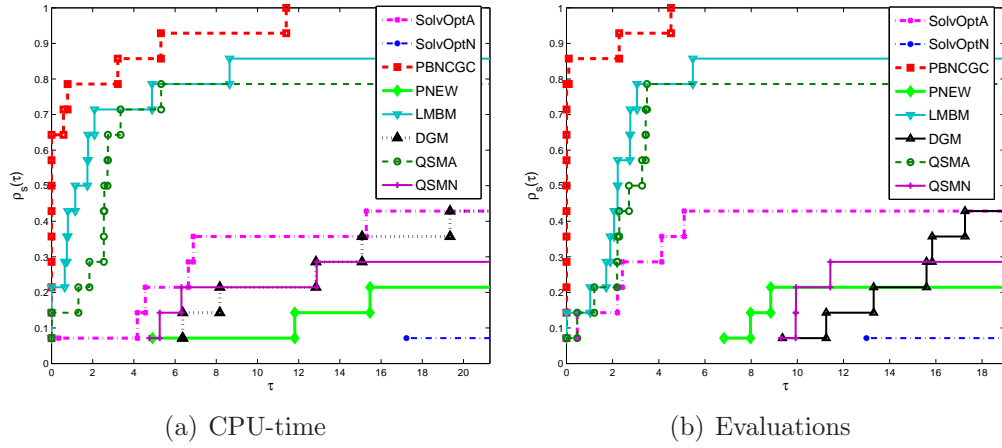 1
0.9
0.8
0.7
0.6
0.5
0.4
0.3
0.2
0.1
0
ρs(τ)
0 2 4 6 8 10 12 14 16 18 20
τ
SolvOptA
SolvOptN
PBNCGC
PNEW
LMBM
DGM
QSMA
QSMN
(a) CPU-time
1
0.9
0.8
0.7
0.6
0.5
0.4
0.3
0.2
0.1
0
ρs(τ)
0 2 4 6 8 10 12 14 16 18
τ
SolvOptA
SolvOptN
PBNCGC
PNEW
LMBM
DGM
QSMA
QSMN
(b) Evaluations